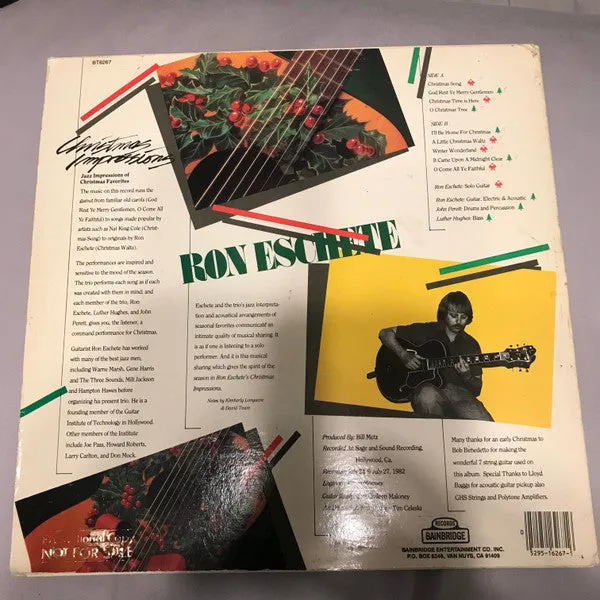 BT6267
Christmas
Impressions
Jazz Impressions of
Christmas Favorites
The music on this record runs the
gamut from familiar old carols (God
Rest Ye Merry Gentlemen, O Come All
Ye Faithful) to songs made popular by
artists such as Nat King Cole (Christ-
mas Song) to originals by Ron
Eschete (Christmas Waltz).
The performances are inspired and
sensitive to the mood of the season.
The trio performs each song as if each
was created with them in mind; and
each member of the trio, Ron
Eschete, Luther Hughes, and John
Perett, gives you, the listener, a
command performance for Christmas.
Guitarist Ron Eschete has worked
with many of the best jazz men,
including Warne Marsh, Gene Harris
and The Three Sounds, Milt Jackson
and Hampton Hawes before
organizing his present trio. He is a
founding member of the Guitar
Institute of Technology in Hollywood.
Other members of the Institute
include Joe Pass, Howard Roberts,
Larry Carlton, and Don Mock.
Promotional Copy
NOT FOR SALE
RON ESCHETE
Eschete and the trio's jazz interpreta-
tion and acoustical arrangements of
seasonal favorites communicate an
intimate quality of musical sharing. It
is as if one is listening to a solo
performer. And it is this musical
sharing which gives the spirit of the
season in Ron Eschete's Christmas
Impressions.
Notes by Kimberly Longacre
& David Train
SIDE A
Christmas Song
God Rest Ye Merry Gentlemen
Christmas Time is Here
O Christmas Tree
SIDE B
I'll Be Home For Christmas
A Little Christmas Waltz
Winter Wonderland
It Came Upon A Midnight Clear
O Come All Ye Faithful
Ron Eschete: Solo Guitar
Ron Eschete: Guitar, Electric & Acoustic
John Perett: Drums and Percussion
Luther Hughes: Bass
Produced By: Bill Metz
Recorded At Sage and Sound Recording,
Hollywood, Ca.
July 27, 1982
Maloney
Guitar
Maloney
Tim Celeski
Many thanks for an early Christmas to
Bob Benedetto for making the
wonderful 7 string guitar used on
this album. Special Thanks to Lloyd
Baggs for acoustic guitar pickup also
GHS Strings and Polytone Amplifiers.
RECORDS
BAINBRIDGE
BAINBRIDGE ENTERTAINMENT CO. INC.
P.O. BOX 8248, VAN NUYS, CA 91409
0
3295-16267-1